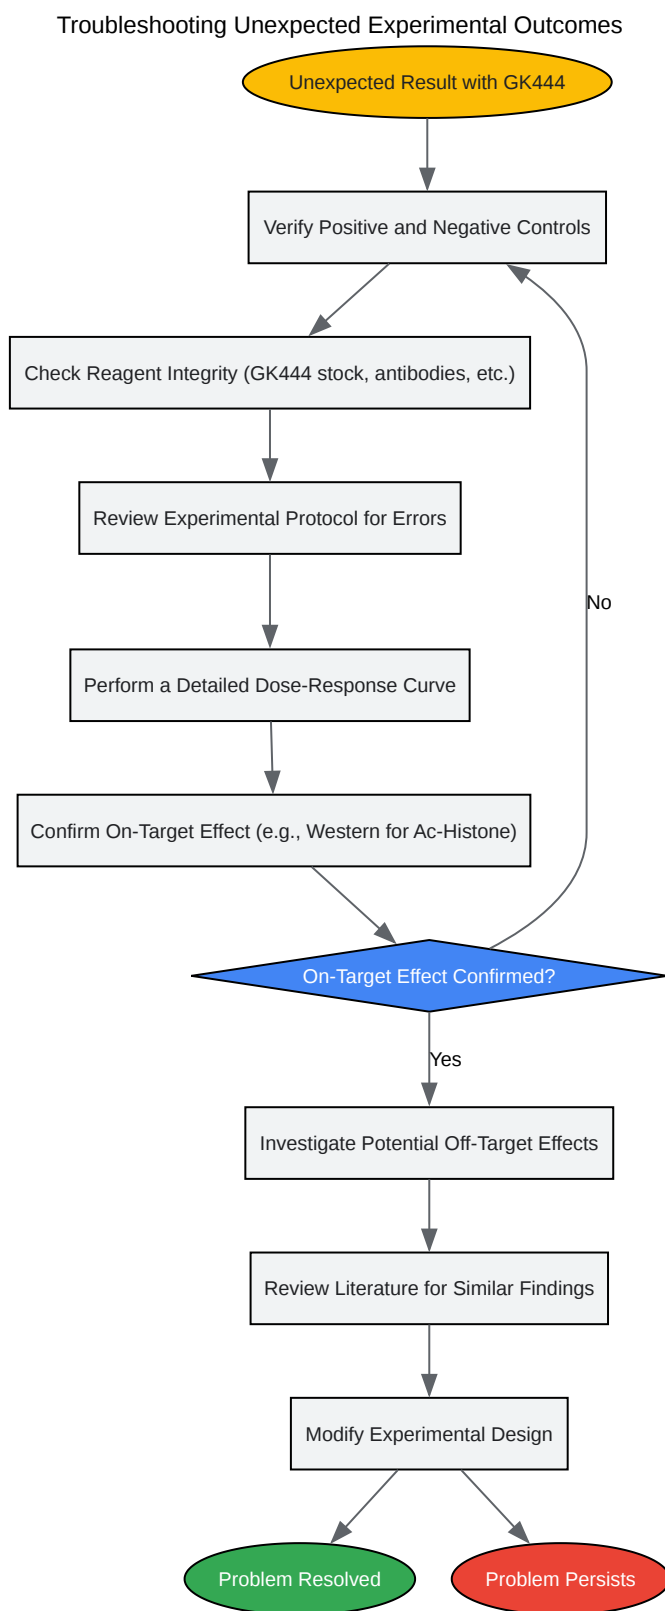 Troubleshooting Unexpected Experimental Outcomes
Unexpected Result with GK444
Verify Positive and Negative Controls
Check Reagent Integrity (GK444 stock, antibodies, etc.)
Review Experimental Protocol for Errors
No
Perform a Detailed Dose-Response Curve
Confirm On-Target Effect (e.g., Western for Ac-Histone)
On-Target Effect Confirmed?
Yes
Investigate Potential Off-Target Effects
Review Literature for Similar Findings
Modify Experimental Design
Problem Resolved
Problem Persists